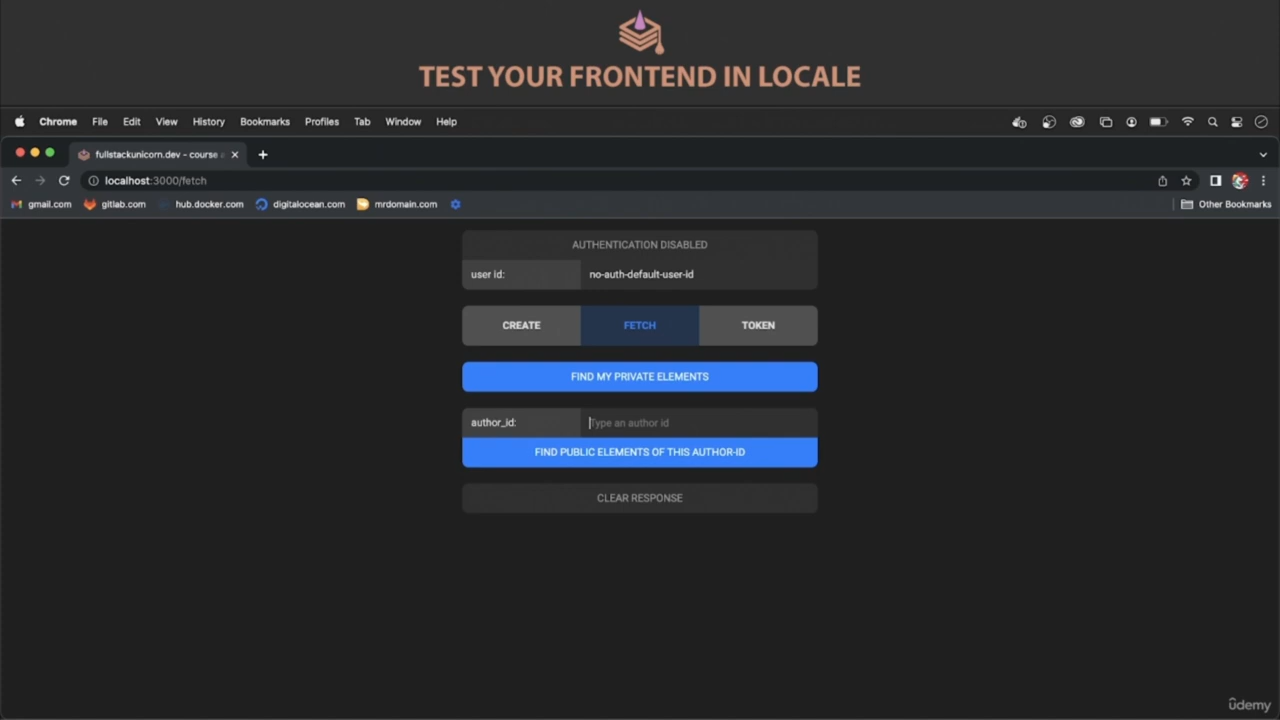 TEST YOUR FRONTEND IN LOCALE
Chrome File Edit View History Bookmarks Profiles Tab Window Help
fullstackunicorn.dev - course
localhost:3000/fetch
gmail.com gitlab.com hub.docker.com digitalocean.com mrdomain.com Other Bookmarks
AUTHENTICATION DISABLED
user id: no-auth-default-user-id
CREATE FETCH TOKEN
FIND MY PRIVATE ELEMENTS
author_id: Type an author id
FIND PUBLIC ELEMENTS OF THIS AUTHOR-ID
CLEAR RESPONSE
ûdemy